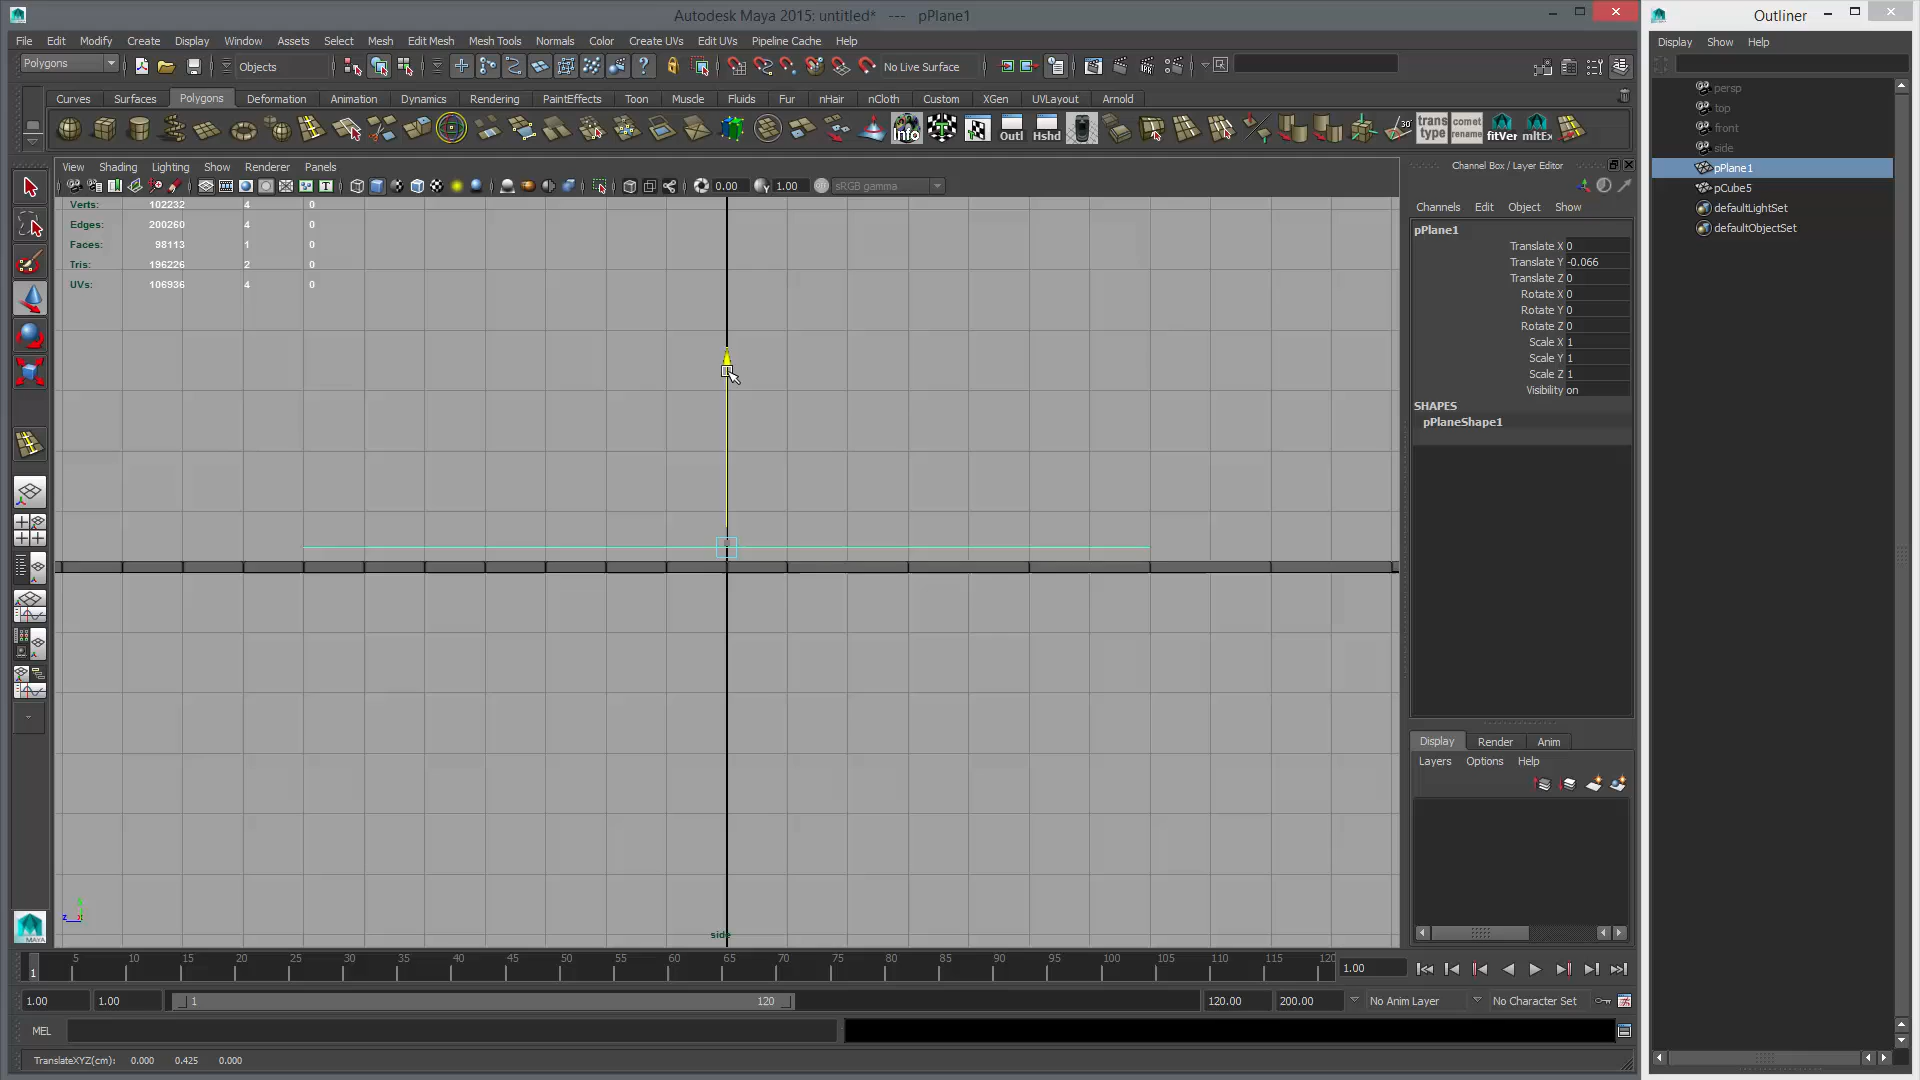 Autodesk Maya 2015: untitled*   ---   pPlane1
Outliner
File Edit Modify Create Display Window Assets Select Mesh Edit Mesh Mesh Tools Normals Color Create UVs Edit UVs Pipeline Cache Help
Display Show Help
Polygons Objects No Live Surface
Curves Surfaces Polygons Deformation Animation Dynamics Rendering PaintEffects Toon Muscle Fluids Fur nHair nCloth Custom XGen UVLayout Arnold
Info Outl Hshd 30° trans type comet rename fitVer mltEx
View Shading Lighting Show Renderer Panels
0.00 1.00 sRGB gamma
Verts: 102232 4 0
Edges: 200260 4 0
Faces: 98113 1 0
Tris: 196226 2 0
UVs: 106936 4 0
side
z x
MAYA
Channel Box / Layer Editor
Channels Edit Object Show
pPlane1
Translate X 0
Translate Y -0.066
Translate Z 0
Rotate X 0
Rotate Y 0
Rotate Z 0
Scale X 1
Scale Y 1
Scale Z 1
Visibility on
SHAPES
pPlaneShape1
Display Render Anim
Layers Options Help
persp
top
front
side
pPlane1
pCube5
defaultLightSet
defaultObjectSet
1 5 10 15 20 25 30 35 40 45 50 55 60 65 70 75 80 85 90 95 100 105 110 115 120
1.00
1.00 1.00 1 120 120.00 200.00 No Anim Layer No Character Set
MEL
TranslateXYZ(cm): 0.000 0.425 0.000